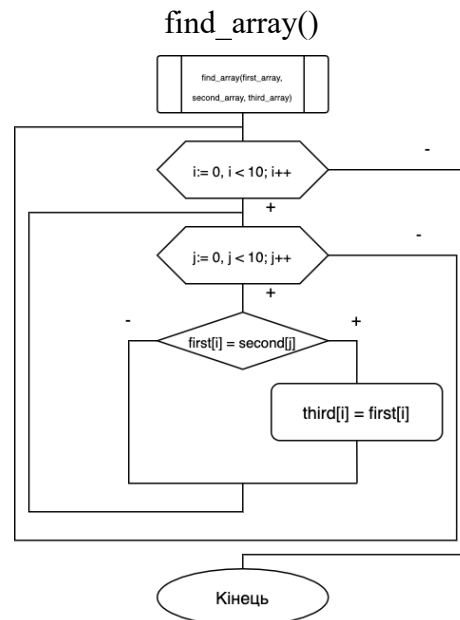 find_array()
find_array(first_array,
second_array, third_array)
-
i:= 0, i < 10; i++
+
-
j:= 0, j < 10; j++
+
-
+
first[i] = second[j]
third[i] = first[i]
Кінець